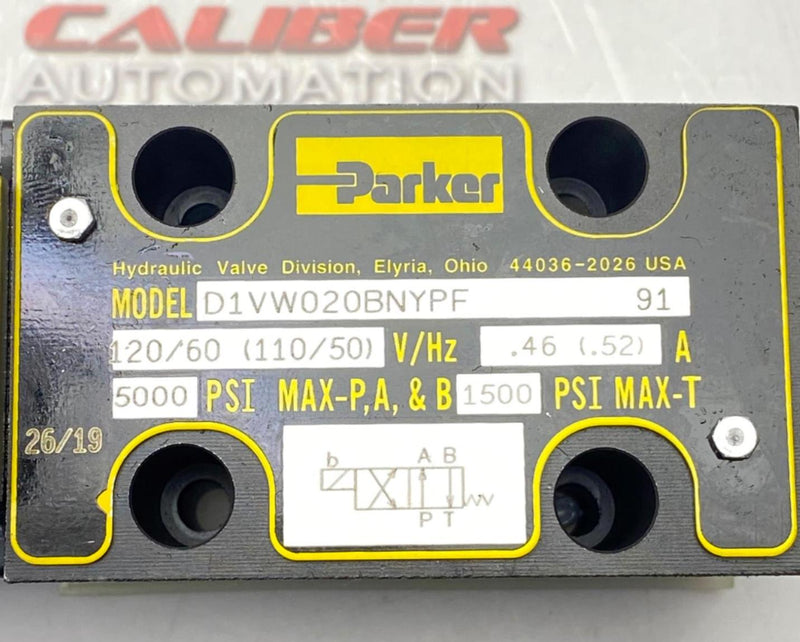 CALIBER
AUTOMATION
Parker
Hydraulic Valve Division, Elyria, Ohio 44036-2026 USA
MODEL D1VW020BNYPF 91
120/60 (110/50) V/Hz .46 (.52) A
5000 PSI MAX-P,A, & B 1500 PSI MAX-T
26/19
b A B
P T